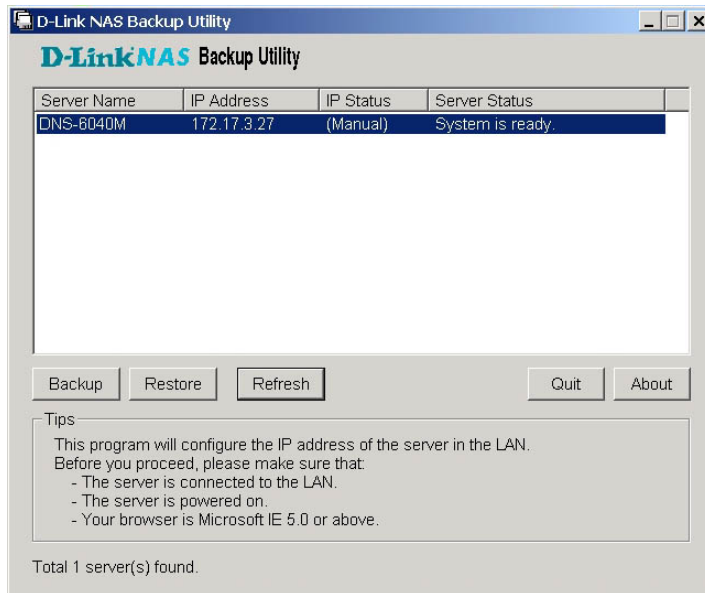 D-Link NAS Backup Utility
D-Link NAS Backup Utility
Server Name IP Address IP Status Server Status
DNS-6040M 172.17.3.27 (Manual) System is ready.
Backup Restore Refresh Quit About
Tips
This program will configure the IP address of the server in the LAN.
Before you proceed, please make sure that:
- The server is connected to the LAN.
- The server is powered on.
- Your browser is Microsoft IE 5.0 or above.
Total 1 server(s) found.